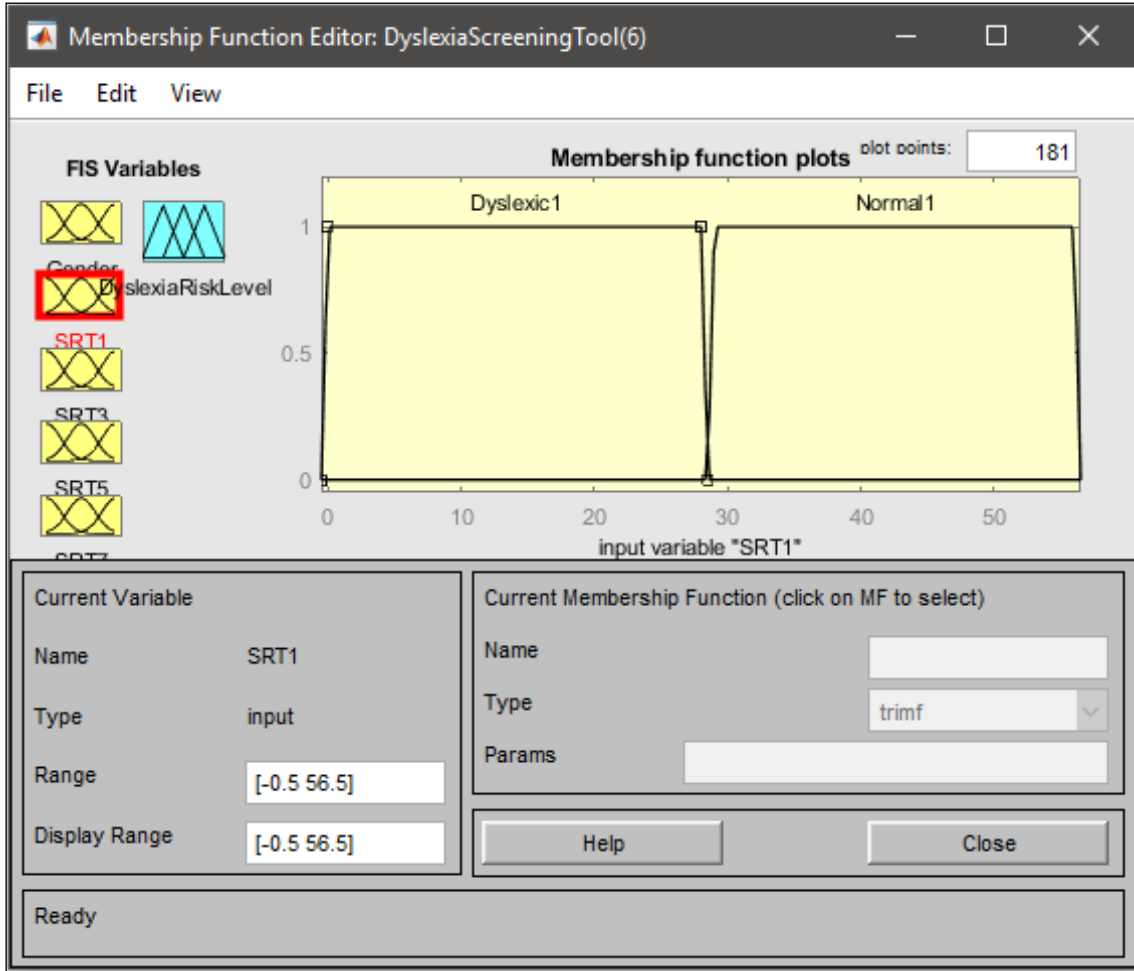 Membership Function Editor: DyslexiaScreeningTool(6)
File Edit View
FIS Variables
Membership function plots
plot points:
181
Gender
DyslexiaRiskLevel
SRT1
SRT3
SRT5
SRT7
Dyslexic1
Normal1
1
0.5
0
0 10 20 30 40 50
input variable "SRT1"
Current Variable
Name SRT1
Type input
Range [-0.5 56.5]
Display Range [-0.5 56.5]
Current Membership Function (click on MF to select)
Name
Type trimf
Params
Help Close
Ready